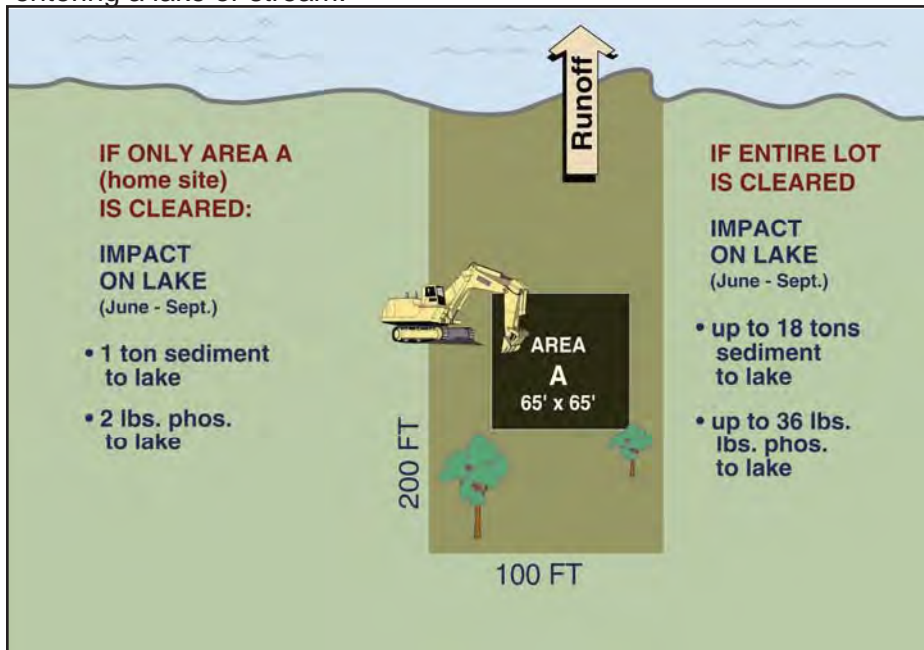 entering a lake or stream.
Runoff
IF ONLY AREA A
(home site)
IS CLEARED:
IMPACT
ON LAKE
(June - Sept.)
• 1 ton sediment
to lake
• 2 lbs. phos.
to lake
AREA
A
65' x 65'
200 FT
100 FT
IF ENTIRE LOT
IS CLEARED
IMPACT
ON LAKE
(June - Sept.)
• up to 18 tons
sediment
to lake
• up to 36 lbs.
lbs. phos.
to lake